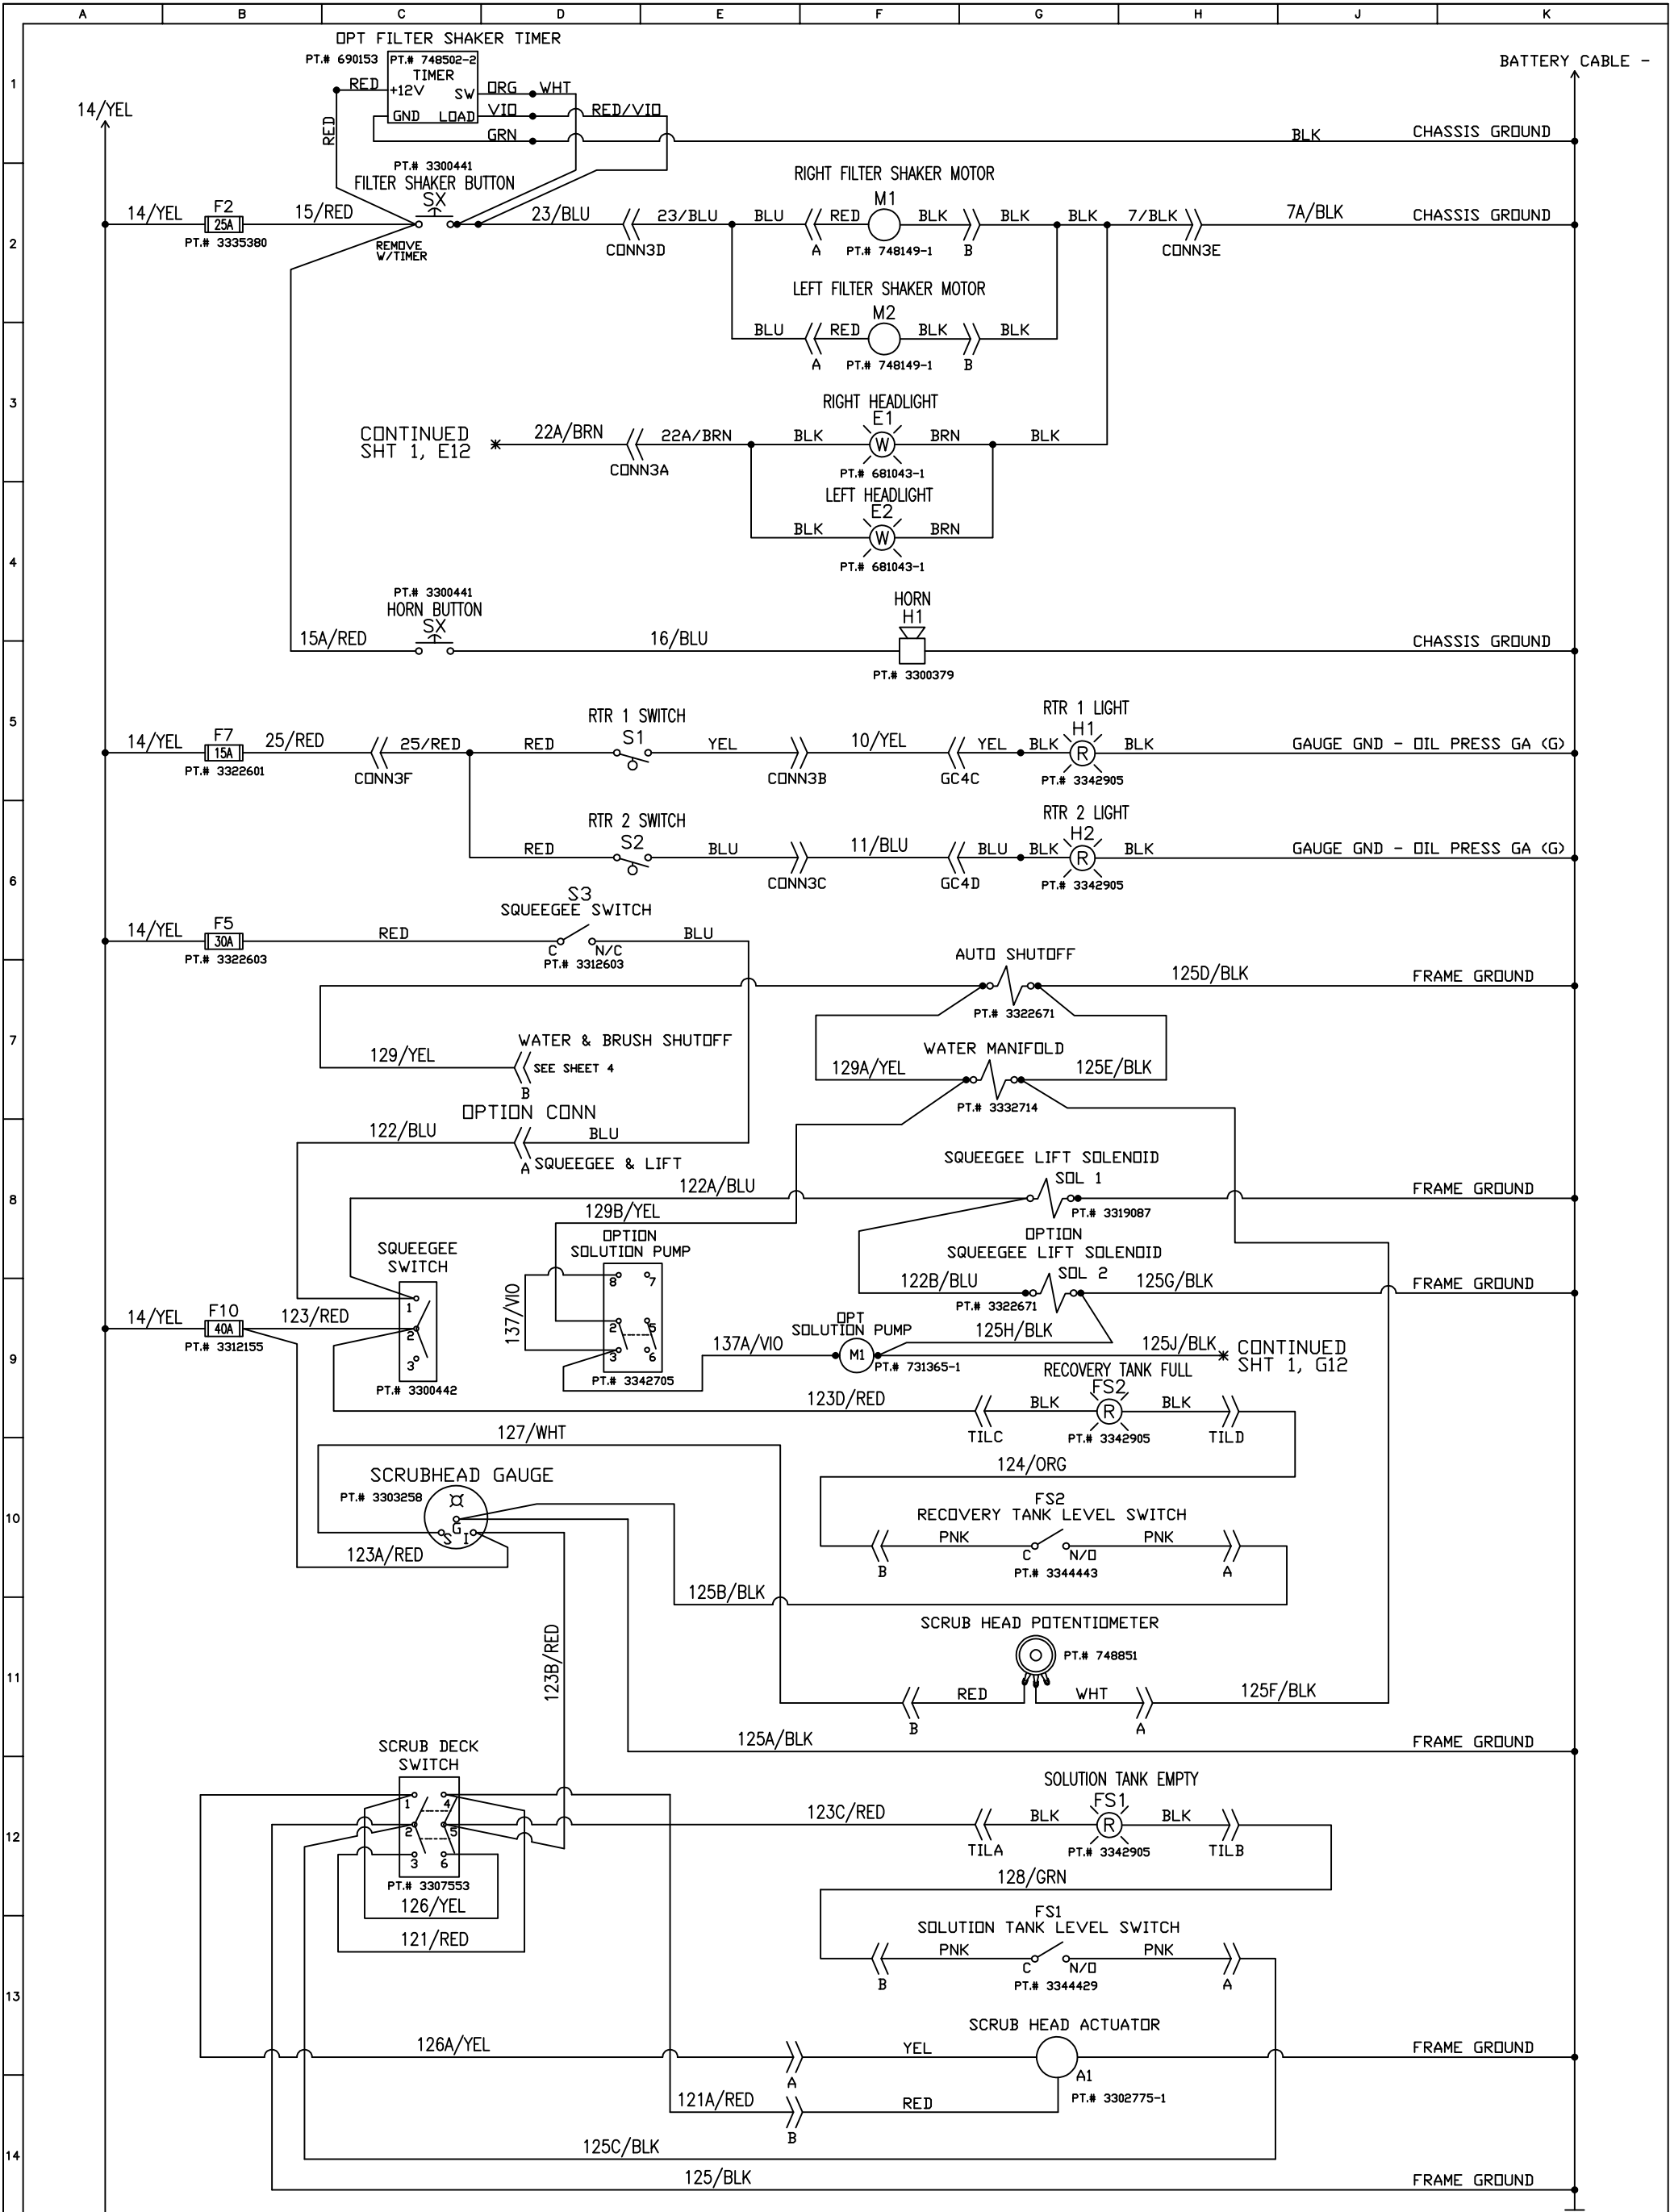 A B C D E F G H J K
OPT FILTER SHAKER TIMER
PT.# 690153
PT.# 748502-2
TIMER
BATTERY CABLE -
1
RED
+12V
SW
ORG
WHT
14/YEL
GND
LOAD
VIO
RED/VIO
RED
GRN
BLK
CHASSIS GROUND
PT.# 3300441
FILTER SHAKER BUTTON
SX
RIGHT FILTER SHAKER MOTOR
M1
14/YEL
F2
25A
PT.# 3335380
15/RED
23/BLU
23/BLU
BLU
RED
BLK
BLK
BLK
7/BLK
7A/BLK
CHASSIS GROUND
2
REMOVE
W/TIMER
CONN3D
A
PT.# 748149-1
B
CONN3E
LEFT FILTER SHAKER MOTOR
M2
BLU
RED
BLK
BLK
A
PT.# 748149-1
B
3
RIGHT HEADLIGHT
E1
CONTINUED
SHT 1, E12
22A/BRN
22A/BRN
BLK
W
BRN
BLK
CONN3A
PT.# 681043-1
LEFT HEADLIGHT
E2
BLK
W
BRN
4
PT.# 681043-1
PT.# 3300441
HORN BUTTON
SX
HORN
H1
15A/RED
16/BLU
CHASSIS GROUND
PT.# 3300379
5
RTR 1 SWITCH
S1
RTR 1 LIGHT
H1
14/YEL
F7
15A
PT.# 3322601
25/RED
25/RED
RED
YEL
10/YEL
YEL
BLK
R
BLK
GAUGE GND - OIL PRESS GA (G)
CONN3F
CONN3B
GC4C
PT.# 3342905
RTR 2 SWITCH
S2
RTR 2 LIGHT
H2
RED
BLU
11/BLU
BLU
BLK
R
BLK
GAUGE GND - OIL PRESS GA (G)
6
CONN3C
GC4D
PT.# 3342905
S3
SQUEEGEE SWITCH
14/YEL
F5
30A
PT.# 3322603
RED
C
N/C
PT.# 3312603
BLU
AUTO SHUTOFF
125D/BLK
FRAME GROUND
PT.# 3322671
7
WATER & BRUSH SHUTOFF
129/YEL
SEE SHEET 4
B
WATER MANIFOLD
129A/YEL
125E/BLK
PT.# 3332714
OPTION CONN
122/BLU
BLU
A
SQUEEGEE & LIFT
SQUEEGEE LIFT SOLENOID
SOL 1
122A/BLU
FRAME GROUND
8
PT.# 3319087
129B/YEL
OPTION
SOLUTION PUMP
OPTION
SQUEEGEE LIFT SOLENOID
SOL 2
SQUEEGEE
SWITCH
8
7
122B/BLU
125G/BLK
FRAME GROUND
PT.# 3322671
1
14/YEL
F10
40A
PT.# 3312155
123/RED
2
3
PT.# 3300442
137/VIO
2
5
3
6
PT.# 3342705
OPT
SOLUTION PUMP
125H/BLK
137A/VIO
M1
PT.# 731365-1
125J/BLK
CONTINUED
SHT 1, G12
9
RECOVERY TANK FULL
FS2
123D/RED
BLK
R
BLK
TILC
PT.# 3342905
TILD
127/WHT
124/ORG
SCRUBHEAD GAUGE
PT.# 3303258
G
S
I
10
FS2
RECOVERY TANK LEVEL SWITCH
PNK
PNK
123A/RED
B
C
N/O
A
PT.# 3344443
125B/BLK
SCRUB HEAD POTENTIOMETER
PT.# 748851
11
123B/RED
RED
WHT
125F/BLK
B
A
125A/BLK
FRAME GROUND
SCRUB DECK
SWITCH
SOLUTION TANK EMPTY
FS1
1
4
2
5
3
6
123C/RED
BLK
R
BLK
12
TILA
PT.# 3342905
TILB
PT.# 3307553
126/YEL
128/GRN
121/RED
FS1
SOLUTION TANK LEVEL SWITCH
PNK
PNK
B
C
N/O
A
PT.# 3344429
13
SCRUB HEAD ACTUATOR
126A/YEL
YEL
FRAME GROUND
A
A1
121A/RED
RED
PT.# 3302775-1
B
125C/BLK
14
125/BLK
FRAME GROUND